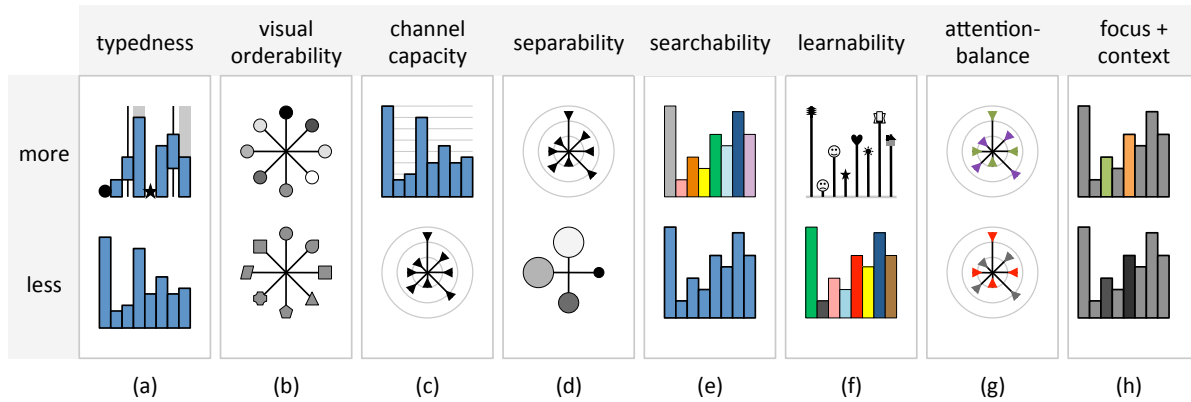 typedness
visual
orderability
channel
capacity
separability
searchability
learnability
attention-
balance
focus +
context
more
less
(a)
(b)
(c)
(d)
(e)
(f)
(g)
(h)